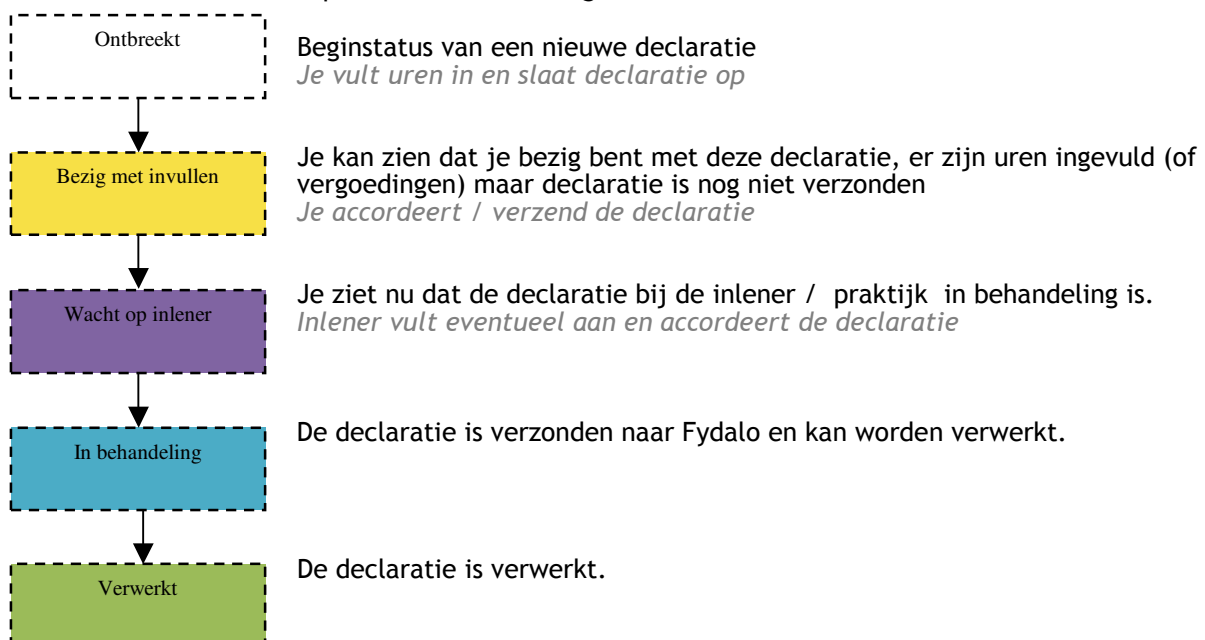 Ontbreekt
Beginstatus van een nieuwe declaratie
Je vult uren in en slaat declaratie op
Bezig met invullen
Je kan zien dat je bezig bent met deze declaratie, er zijn uren ingevuld (of
vergoedingen) maar declaratie is nog niet verzonden
Je accordeert / verzend de declaratie
Wacht op inlener
Je ziet nu dat de declaratie bij de inlener / praktijk in behandeling is.
Inlener vult eventueel aan en accordeert de declaratie
In behandeling
De declaratie is verzonden naar Fydalo en kan worden verwerkt.
Verwerkt
De declaratie is verwerkt.